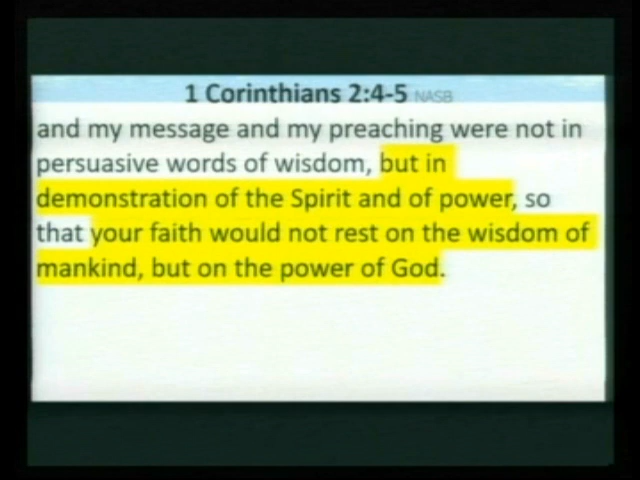 1 Corinthians 2:4-5 NASB
and my message and my preaching were not in
persuasive words of wisdom, but in
demonstration of the Spirit and of power, so
that your faith would not rest on the wisdom of
mankind, but on the power of God.